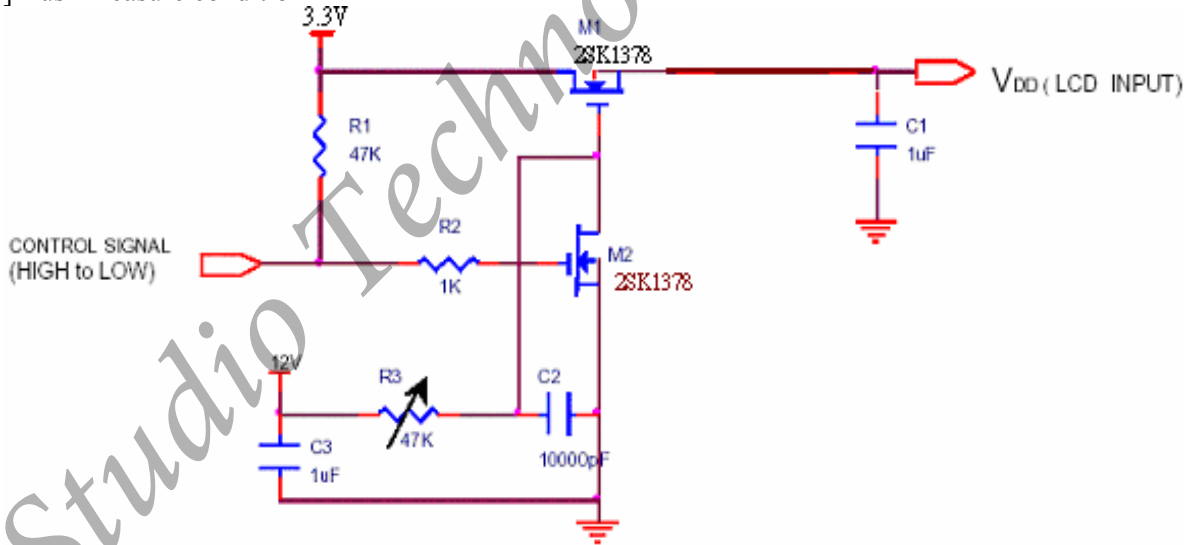 3.3V
M1
2SK1378
VDD ( LCD INPUT)
R1
47K
C1
1uF
R2
1K
CONTROL SIGNAL
(HIGH to LOW)
M2
2SK1378
12V
R3
47K
C2
10000pF
C3
1uF
Studio Techno